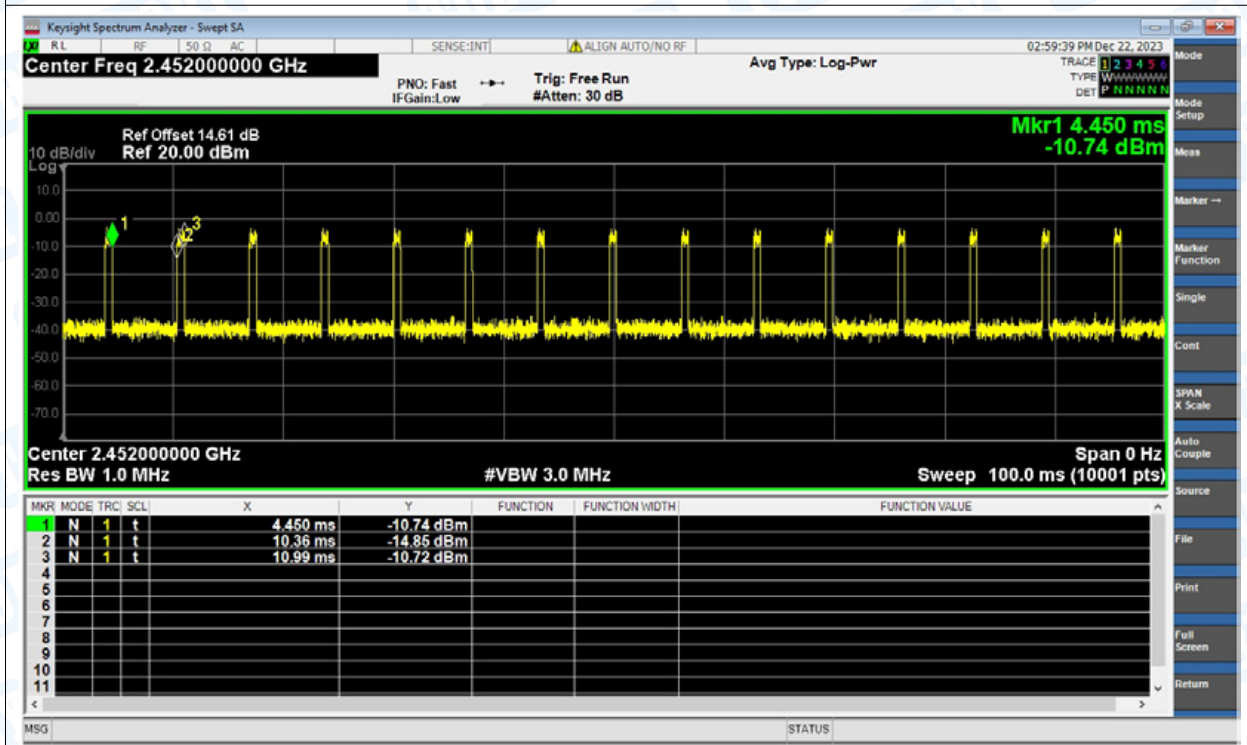 Keysight Spectrum Analyzer - Swept SA
RL RF 50 Ω AC SENSE:INT ALIGN AUTO/NO RF 02:59:39 PM Dec 22, 2023
Center Freq 2.452000000 GHz
PNO: Fast
IFGain:Low
Trig: Free Run
#Atten: 30 dB
Avg Type: Log-Pwr
TRACE 1 2 3 4 5 6
TYPE W
DET P N N N N N
Ref Offset 14.61 dB
10 dB/div Ref 20.00 dBm
Log
Mkr1 4.450 ms
-10.74 dBm
10.0
0.00
-10.0
-20.0
-30.0
-40.0
-50.0
-60.0
-70.0
1
2
3
Center 2.452000000 GHz Span 0 Hz
Res BW 1.0 MHz #VBW 3.0 MHz Sweep 100.0 ms (10001 pts)
MKR MODE TRC SCL X Y FUNCTION FUNCTION WIDTH FUNCTION VALUE
1 N 1 t 4.450 ms -10.74 dBm
2 N 1 t 10.36 ms -14.85 dBm
3 N 1 t 10.99 ms -10.72 dBm
4
5
6
7
8
9
10
11
MSG STATUS
Mode
Mode Setup
Meas
Marker →
Marker Function
Single
Cont
SPAN X Scale
Auto Couple
Source
File
Print
Full Screen
Return